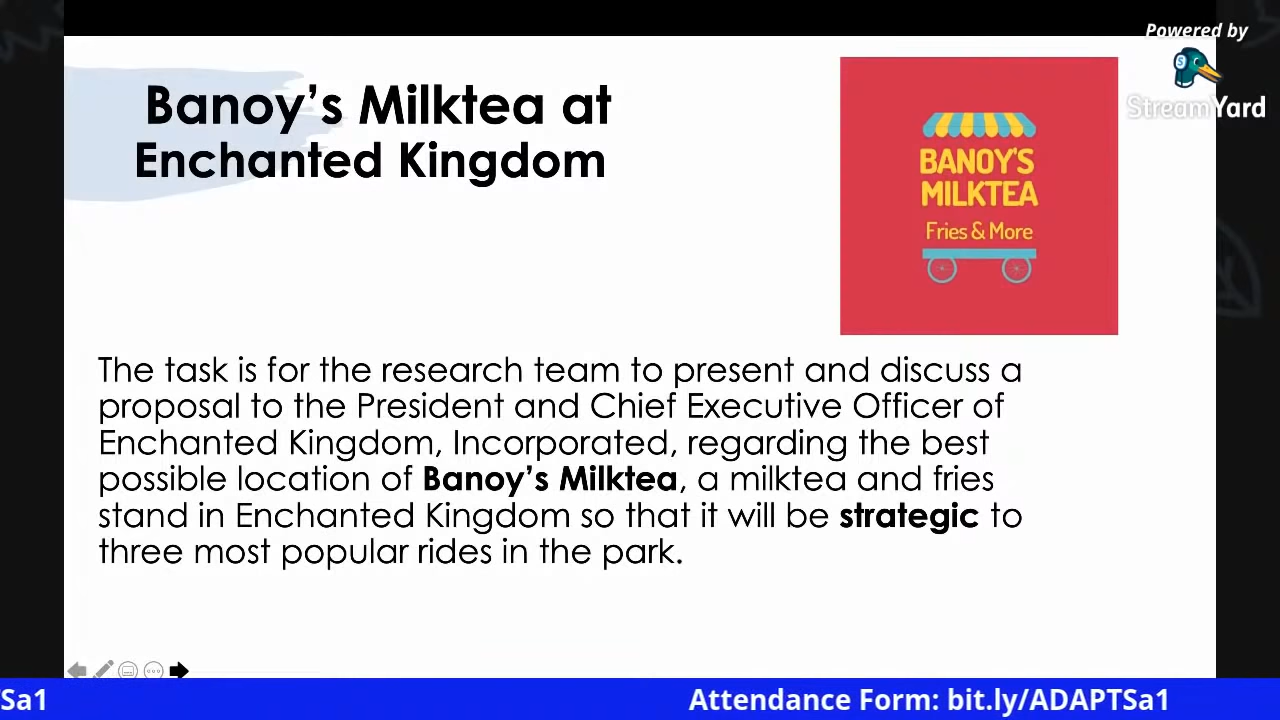 Powered by
StreamYard
Banoy’s Milktea at
Enchanted Kingdom
BANOY'S
MILKTEA
Fries & More
The task is for the research team to present and discuss a
proposal to the President and Chief Executive Officer of
Enchanted Kingdom, Incorporated, regarding the best
possible location of Banoy’s Milktea, a milktea and fries
stand in Enchanted Kingdom so that it will be strategic to
three most popular rides in the park.
Sa1
Attendance Form: bit.ly/ADAPTSa1